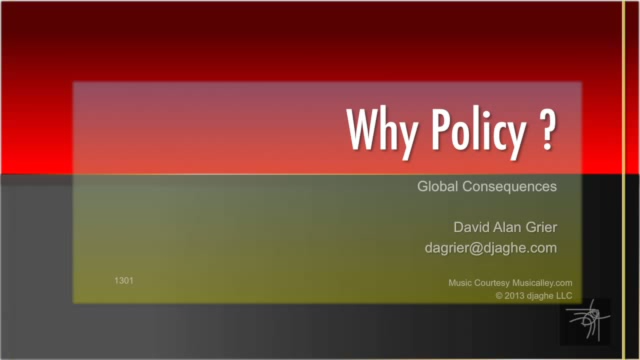 Why Policy ?
Global Consequences
David Alan Grier
dagrier@djaghe.com
1301
Music Courtesy Musicalley.com
© 2013 djaghe LLC